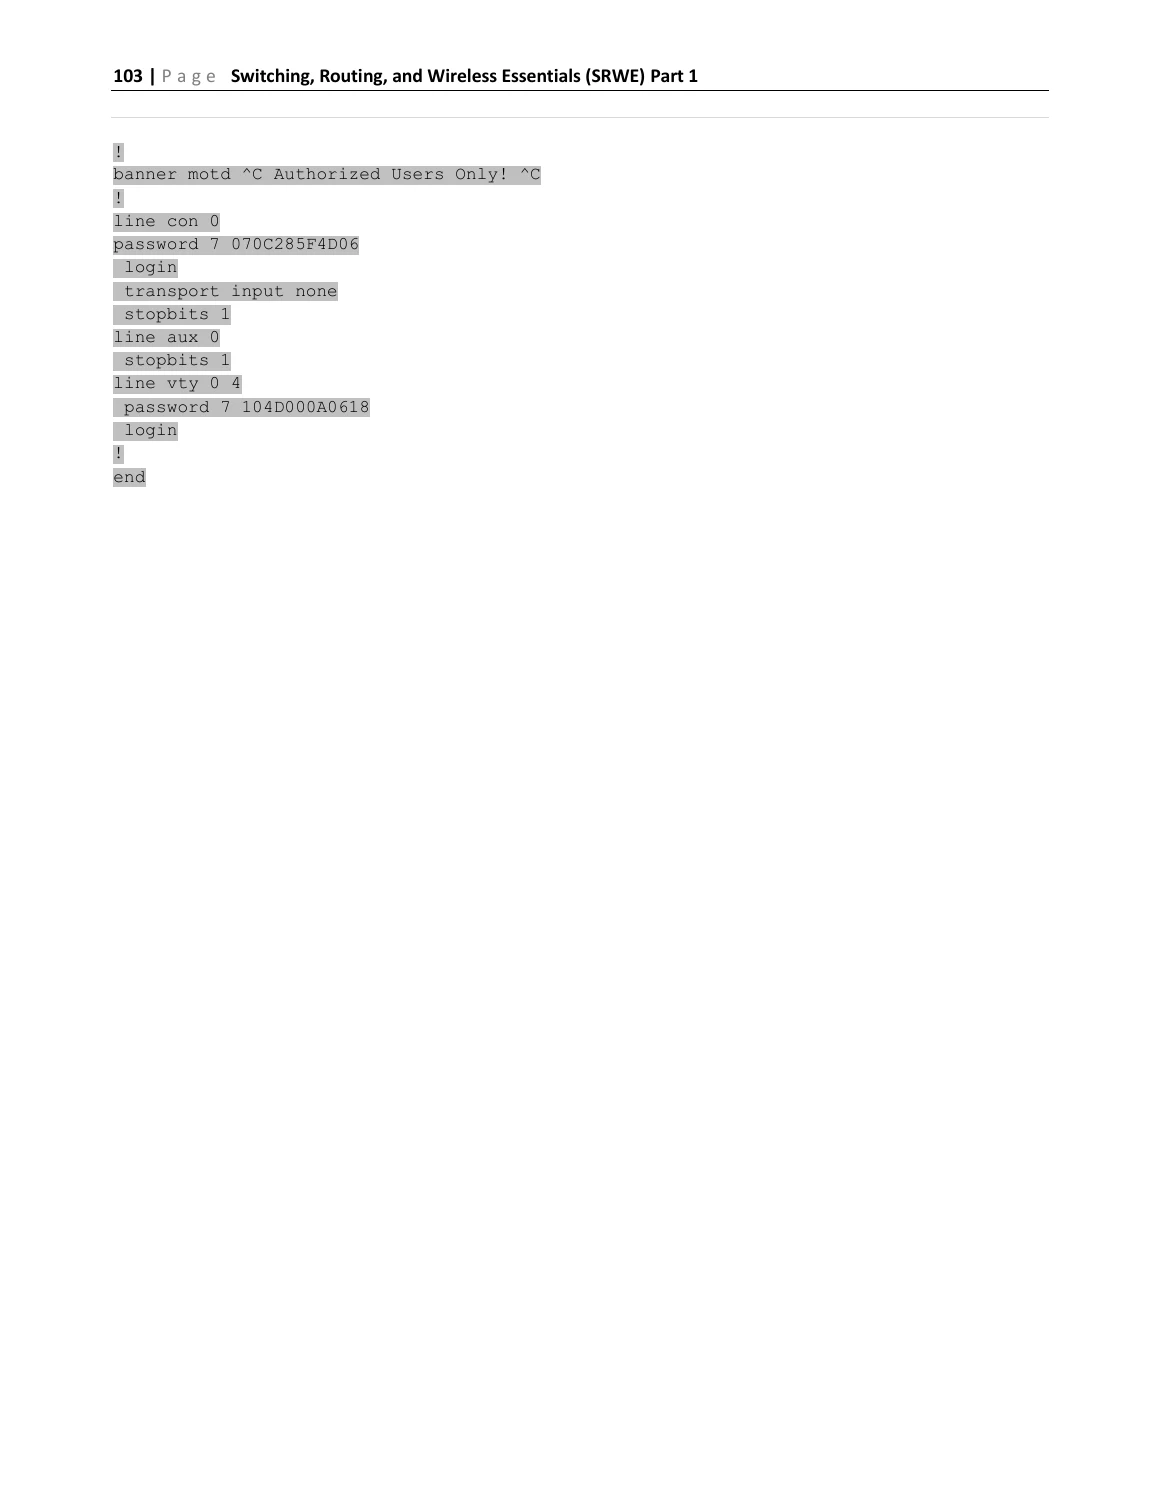 103 | Page Switching, Routing, and Wireless Essentials (SRWE) Part 1
!
banner motd ^C Authorized Users Only! ^C
!
line con 0
password 7 070C285F4D06
 login
 transport input none
 stopbits 1
line aux 0
 stopbits 1
line vty 0 4
 password 7 104D000A0618
 login
!
end